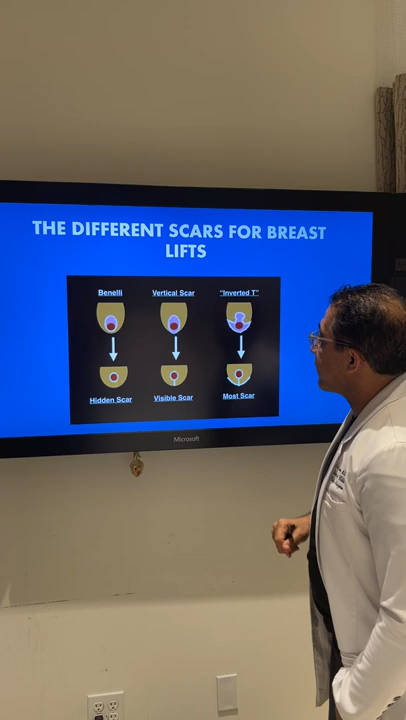 THE DIFFERENT SCARS FOR BREAST
LIFTS
Benelli Vertical Scar "Inverted T"
Hidden Scar Visible Scar Most Scar
Microsoft